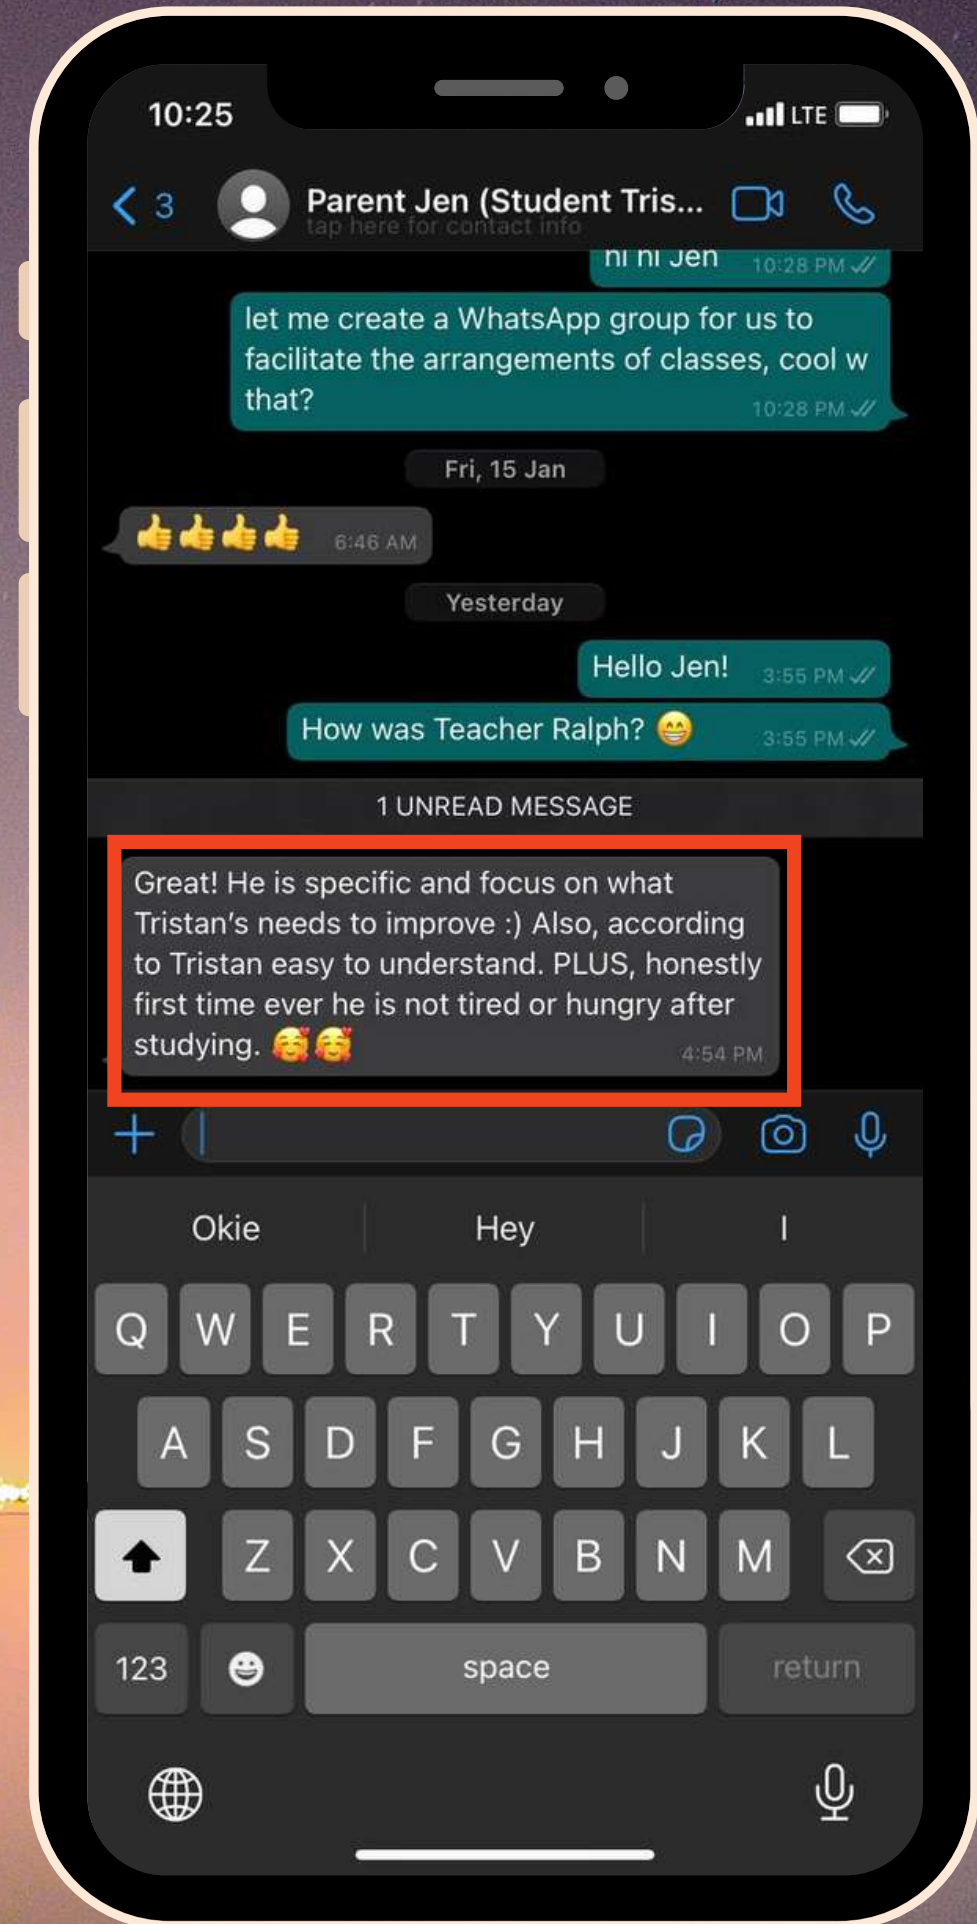 10:25
LTE
3
Parent Jen (Student Tris...
tap here for contact info
hi hi Jen 10:28 PM
let me create a WhatsApp group for us to
facilitate the arrangements of classes, cool w
that?
10:28 PM
Fri, 15 Jan
👍👍👍👍 6:46 AM
Yesterday
Hello Jen! 3:55 PM
How was Teacher Ralph? 😁 3:55 PM
1 UNREAD MESSAGE
Great! He is specific and focus on what
Tristan's needs to improve :) Also, according
to Tristan easy to understand. PLUS, honestly
first time ever he is not tired or hungry after
studying. 🥰🥰 4:54 PM
Okie Hey I
Q W E R T Y U I O P
A S D F G H J K L
Z X C V B N M
123 space return